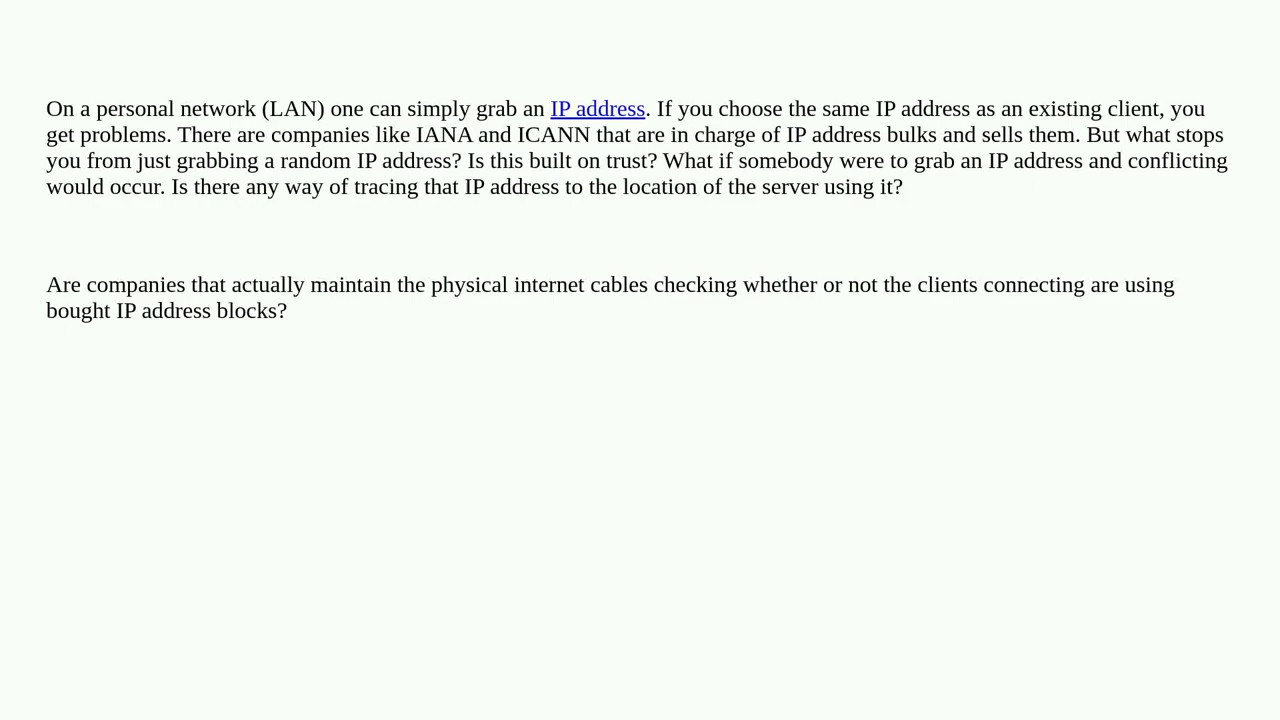 On a personal network (LAN) one can simply grab an IP address. If you choose the same IP address as an existing client, you
get problems. There are companies like IANA and ICANN that are in charge of IP address bulks and sells them. But what stops
you from just grabbing a random IP address? Is this built on trust? What if somebody were to grab an IP address and conflicting
would occur. Is there any way of tracing that IP address to the location of the server using it?
Are companies that actually maintain the physical internet cables checking whether or not the clients connecting are using
bought IP address blocks?